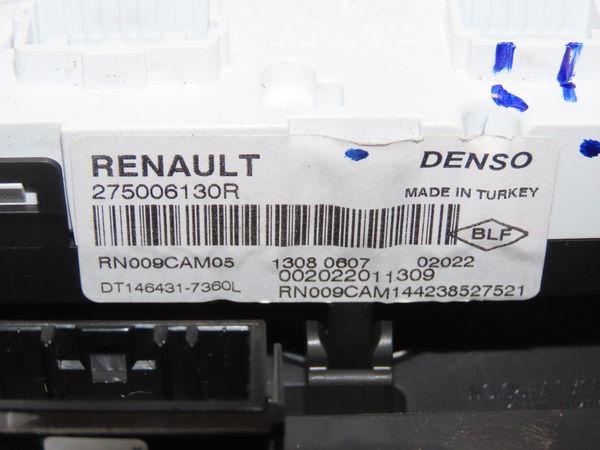 RENAULT DENSO
275006130R MADE IN TURKEY
BLF
RN009CAM05 1308 0607 02022
002022011309
DT146431-7360L RN009CAM144238527521